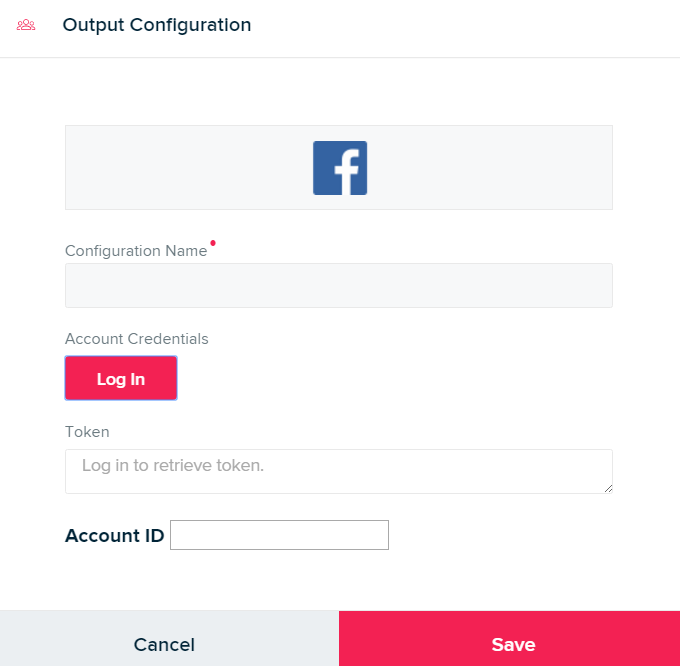 Output Configuration
f
Configuration Name
Account Credentials
Log In
Token
Log in to retrieve token.
Account ID
Cancel
Save